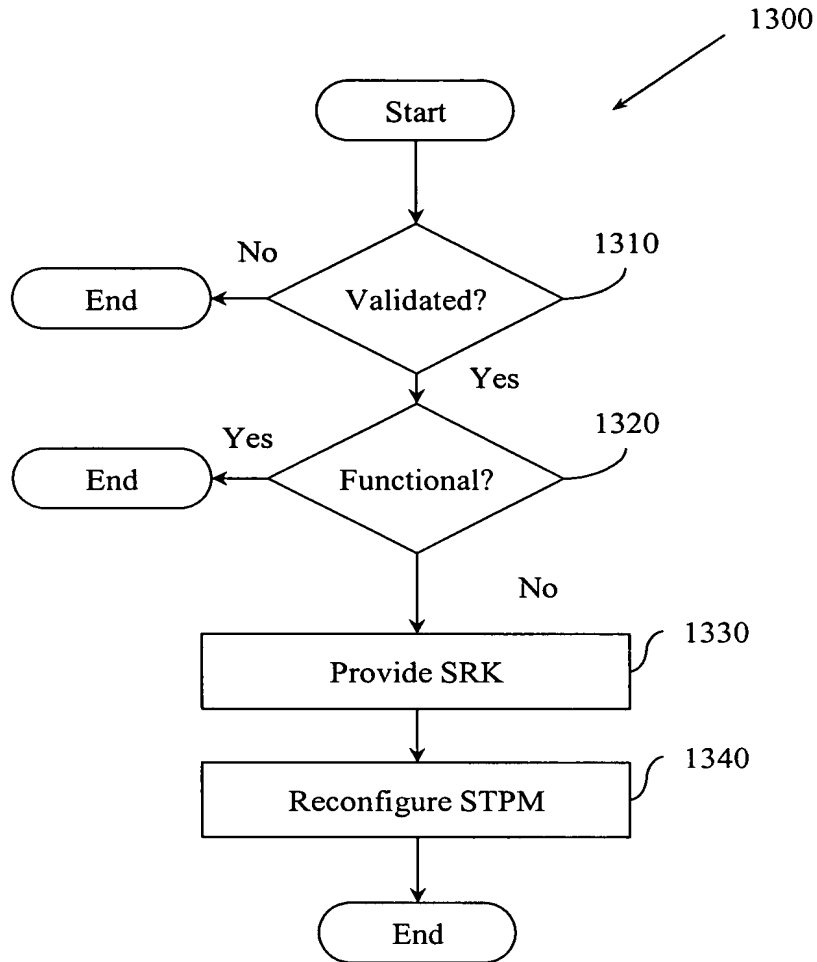 1300
Start
No
1310
End
Validated?
Yes
1320
Yes
End
Functional?
No
1330
Provide SRK
1340
Reconfigure STPM
End